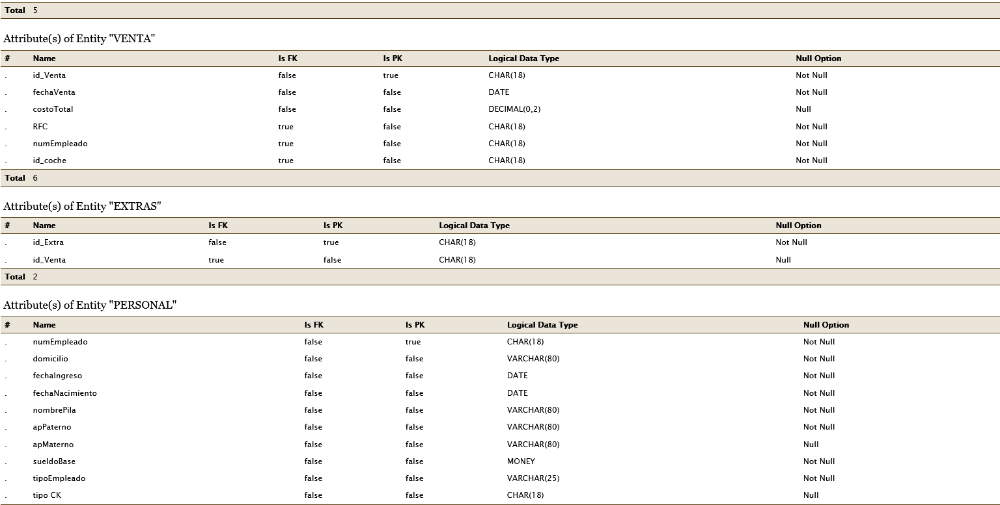 Total 5
Attribute(s) of Entity "VENTA"
# Name Is FK Is PK Logical Data Type Null Option
. id_Venta false true CHAR(18) Not Null
. fechaVenta false false DATE Not Null
. costoTotal false false DECIMAL(0,2) Null
. RFC true false CHAR(18) Not Null
. numEmpleado true false CHAR(18) Not Null
. id_coche true false CHAR(18) Not Null
Total 6
Attribute(s) of Entity "EXTRAS"
# Name Is FK Is PK Logical Data Type Null Option
. id_Extra false true CHAR(18) Not Null
. id_Venta true false CHAR(18) Null
Total 2
Attribute(s) of Entity "PERSONAL"
# Name Is FK Is PK Logical Data Type Null Option
. numEmpleado false true CHAR(18) Not Null
. domicilio false false VARCHAR(80) Not Null
. fechaIngreso false false DATE Not Null
. fechaNacimiento false false DATE Not Null
. nombrePila false false VARCHAR(80) Not Null
. apPaterno false false VARCHAR(80) Not Null
. apMaterno false false VARCHAR(80) Null
. sueldoBase false false MONEY Not Null
. tipoEmpleado false false VARCHAR(25) Not Null
. tipo CK false false CHAR(18) Null